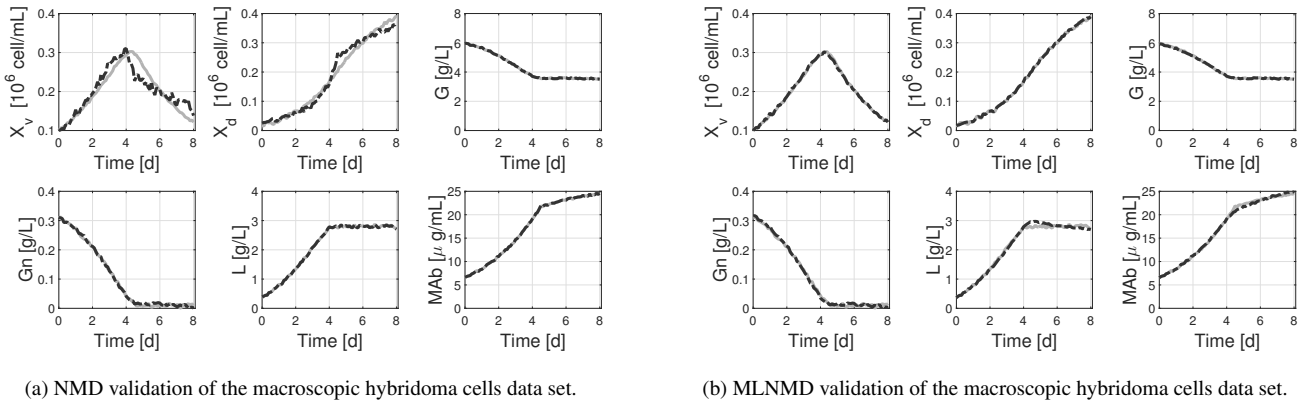 0.4
0.3
0.2
0.1
0 2 4 6 8
Time [d]
X_v [10^6 cell/mL]
0.4
0.3
0.2
0.1
0
0 2 4 6 8
Time [d]
X_d [10^6 cell/mL]
8
6
4
2
0
0 2 4 6 8
Time [d]
G [g/L]
0.4
0.3
0.2
0.1
0
0 2 4 6 8
Time [d]
Gn [g/L]
4
3
2
1
0
0 2 4 6 8
Time [d]
L [g/L]
25
20
15
10
5
0
0 2 4 6 8
Time [d]
MAb [μ g/mL]
(a) NMD validation of the macroscopic hybridoma cells data set.
0.4
0.3
0.2
0.1
0 2 4 6 8
Time [d]
X_v [10^6 cell/mL]
0.4
0.3
0.2
0.1
0
0 2 4 6 8
Time [d]
X_d [10^6 cell/mL]
8
6
4
2
0
0 2 4 6 8
Time [d]
G [g/L]
0.4
0.3
0.2
0.1
0
0 2 4 6 8
Time [d]
Gn [g/L]
4
3
2
1
0
0 2 4 6 8
Time [d]
L [g/L]
25
20
15
10
5
0
0 2 4 6 8
Time [d]
MAb [μ g/mL]
(b) MLNMD validation of the macroscopic hybridoma cells data set.